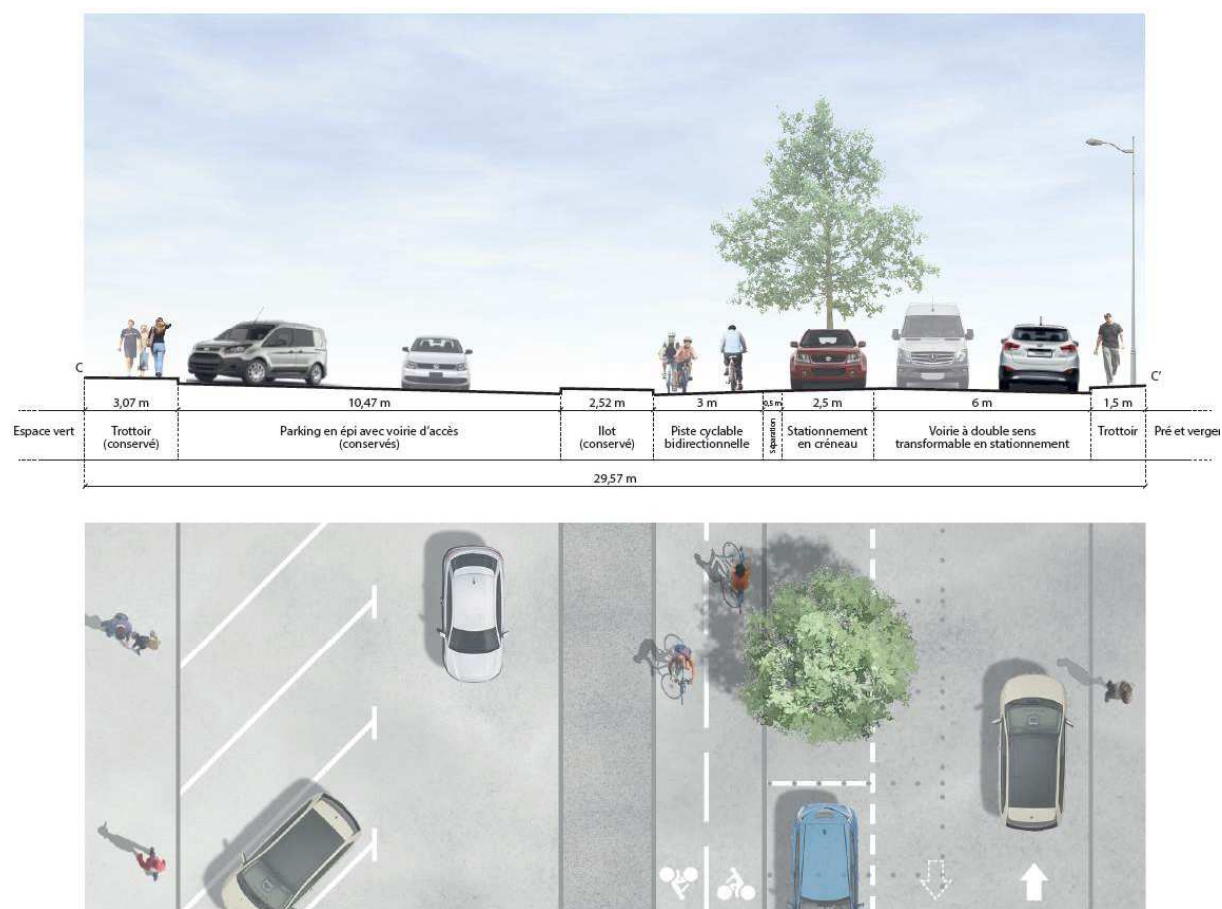 C
C'
3,07 m
10,47 m
2,52 m
3 m
0,5 m
2,5 m
6 m
1,5 m
Espace vert
Trottoir
(conservé)
Parking en épi avec voirie d'accès
(conservés)
Ilot
(conservé)
Piste cyclable
bidirectionnelle
Séparation
Stationnement
en créneau
Voirie à double sens
transformable en stationnement
Trottoir
Pré et verger
29,57 m